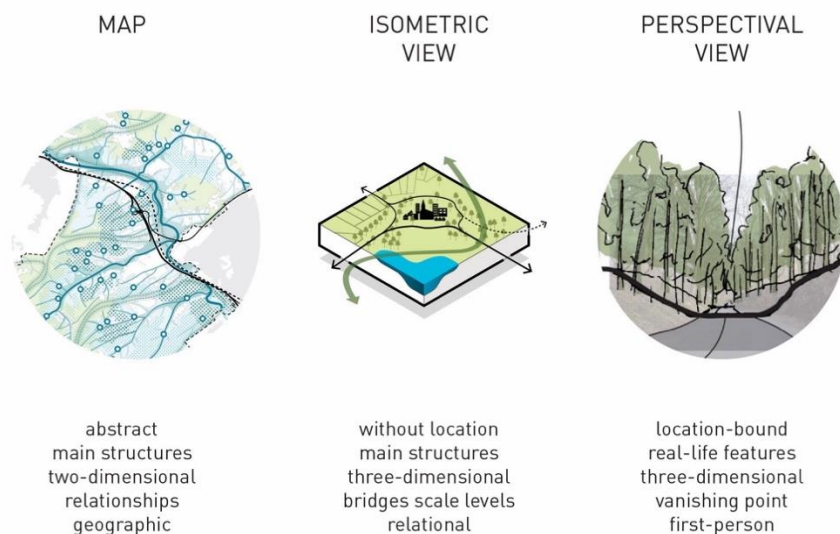 MAP
ISOMETRIC
VIEW
PERSPECTIVAL
VIEW
abstract
main structures
two-dimensional
relationships
geographic
without location
main structures
three-dimensional
bridges scale levels
relational
location-bound
real-life features
three-dimensional
vanishing point
first-person